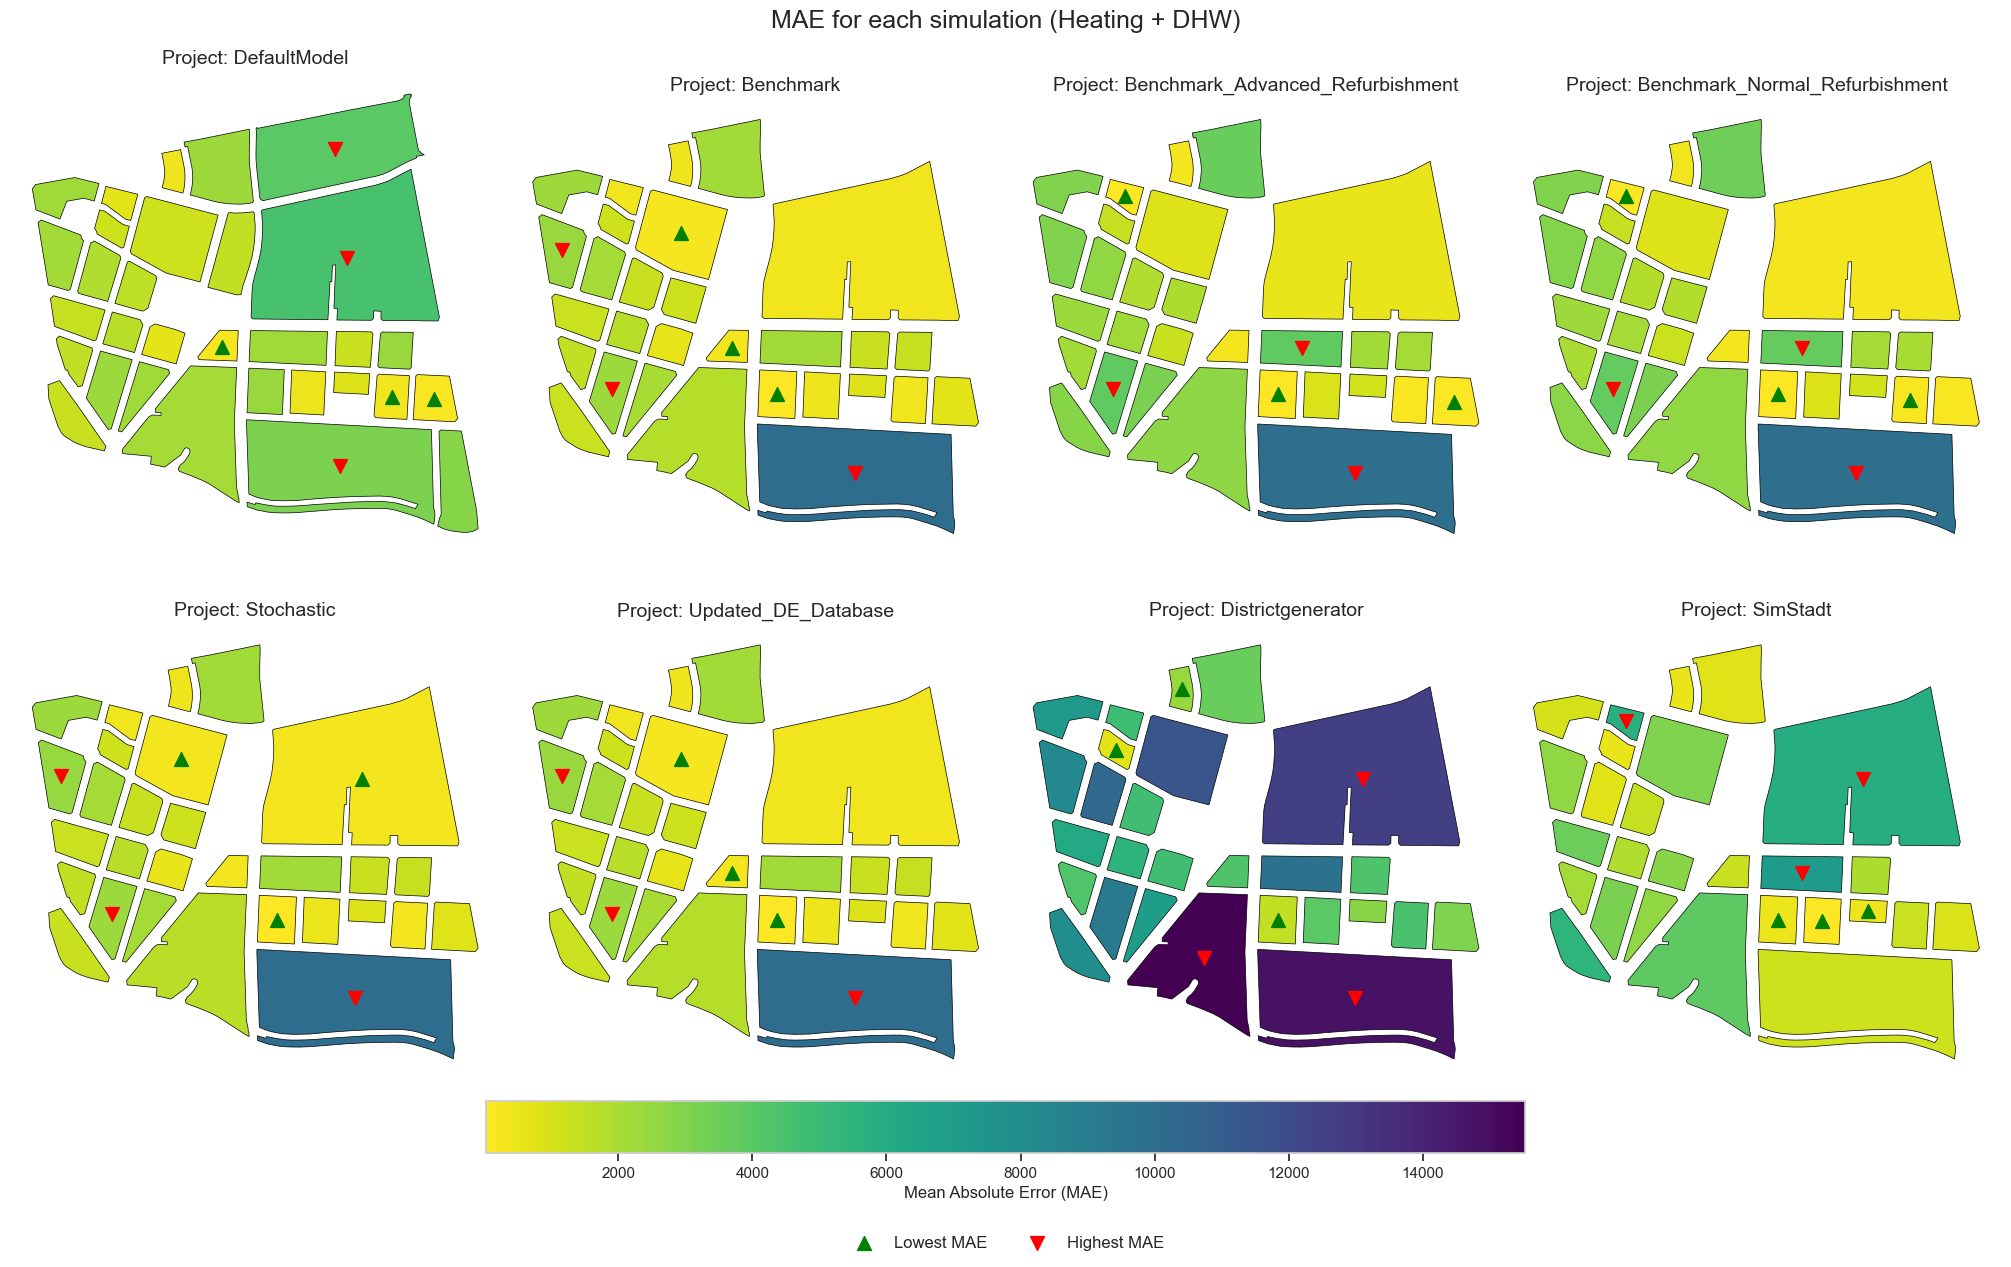 MAE for each simulation (Heating + DHW)
Project: DefaultModel
Project: Benchmark
Project: Benchmark_Advanced_Refurbishment
Project: Benchmark_Normal_Refurbishment
Project: Stochastic
Project: Updated_DE_Database
Project: Districtgenerator
Project: SimStadt
2000 4000 6000 8000 10000 12000 14000
Mean Absolute Error (MAE)
Lowest MAE Highest MAE